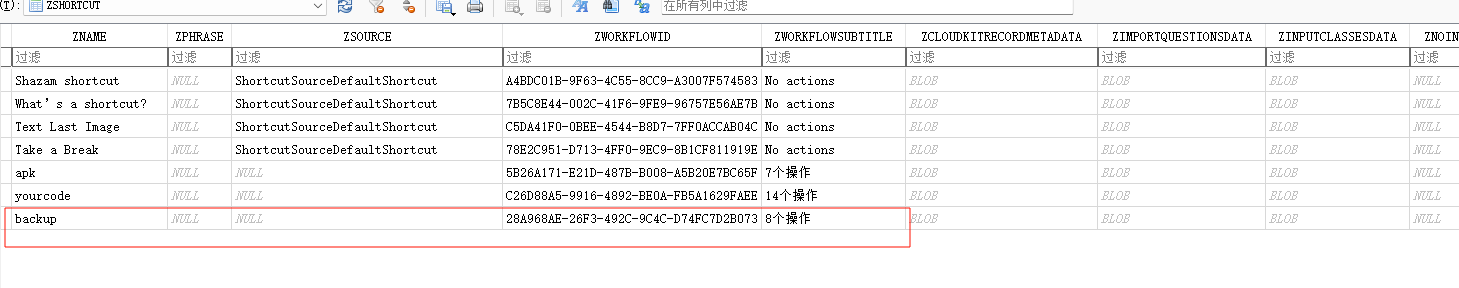 (T): ZSHORTCUT 在所有列中过滤
ZNAME ZPHRASE ZSOURCE ZWORKFLOWID ZWORKFLOWSUBTITLE ZCLOUDKITRECORDMETADATA ZIMPORTQUESTIONSDATA ZINPUTCLASSESDATA ZNOIN
过滤 过滤 过滤 过滤 过滤 过滤 过滤 过滤 过滤
Shazam shortcut NULL ShortcutSourceDefaultShortcut A4BDC01B-9F63-4C55-8CC9-A3007F574583 No actions BLOB BLOB BLOB NULL
What’s a shortcut? NULL ShortcutSourceDefaultShortcut 7B5C8E44-002C-41F6-9FE9-96757E56AE7B No actions BLOB BLOB BLOB NULL
Text Last Image NULL ShortcutSourceDefaultShortcut C5DA41F0-0BEE-4544-B8D7-7FF0ACCAB04C No actions BLOB BLOB BLOB NULL
Take a Break NULL ShortcutSourceDefaultShortcut 78E2C951-D713-4FF0-9EC9-8B1CF811919E No actions BLOB BLOB BLOB NULL
apk NULL NULL 5B26A171-E21D-487B-B008-A5B20E7BC65F 7个操作 BLOB BLOB BLOB NULL
yourcode NULL NULL C26D88A5-9916-4892-BE0A-FB5A1629FAEE 14个操作 BLOB BLOB BLOB NULL
backup NULL NULL 28A968AE-26F3-492C-9C4C-D74FC7D2B073 8个操作 BLOB BLOB BLOB NULL